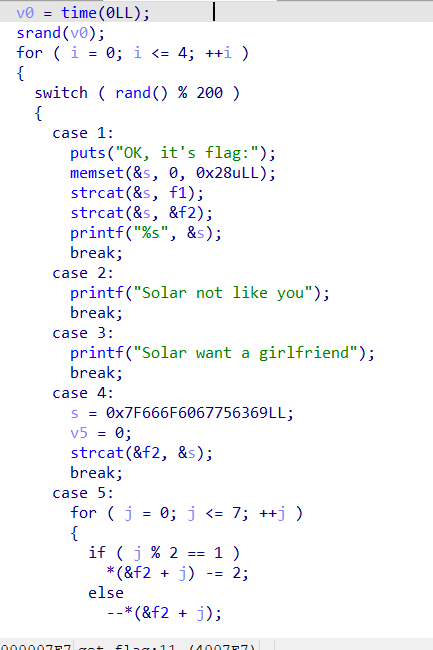 v0 = time(0LL);
srand(v0);
for ( i = 0; i <= 4; ++i )
{
  switch ( rand() % 200 )
  {
    case 1:
      puts("OK, it's flag:");
      memset(&s, 0, 0x28uLL);
      strcat(&s, f1);
      strcat(&s, &f2);
      printf("%s", &s);
      break;
    case 2:
      printf("Solar not like you");
      break;
    case 3:
      printf("Solar want a girlfriend");
      break;
    case 4:
      s = 0x7F666F6067756369LL;
      v5 = 0;
      strcat(&f2, &s);
      break;
    case 5:
      for ( j = 0; j <= 7; ++j )
      {
        if ( j % 2 == 1 )
          *(&f2 + j) -= 2;
        else
          --*(&f2 + j);